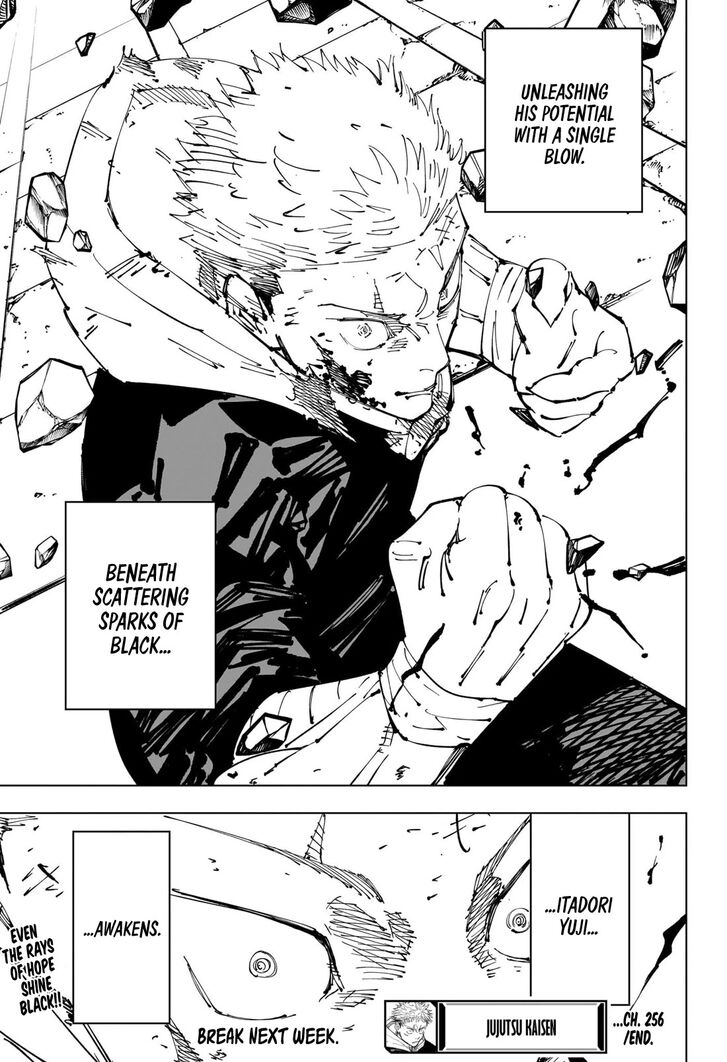 UNLEASHING
HIS POTENTIAL
WITH A SINGLE
BLOW.
BENEATH
SCATTERING
SPARKS OF
BLACK...
...ITADORI
YUJI...
...AWAKENS.
EVEN
THE RAYS
OF HOPE
SHINE
BLACK!!
BREAK NEXT WEEK.
JUJUTSU KAISEN
...CH. 256
/END.